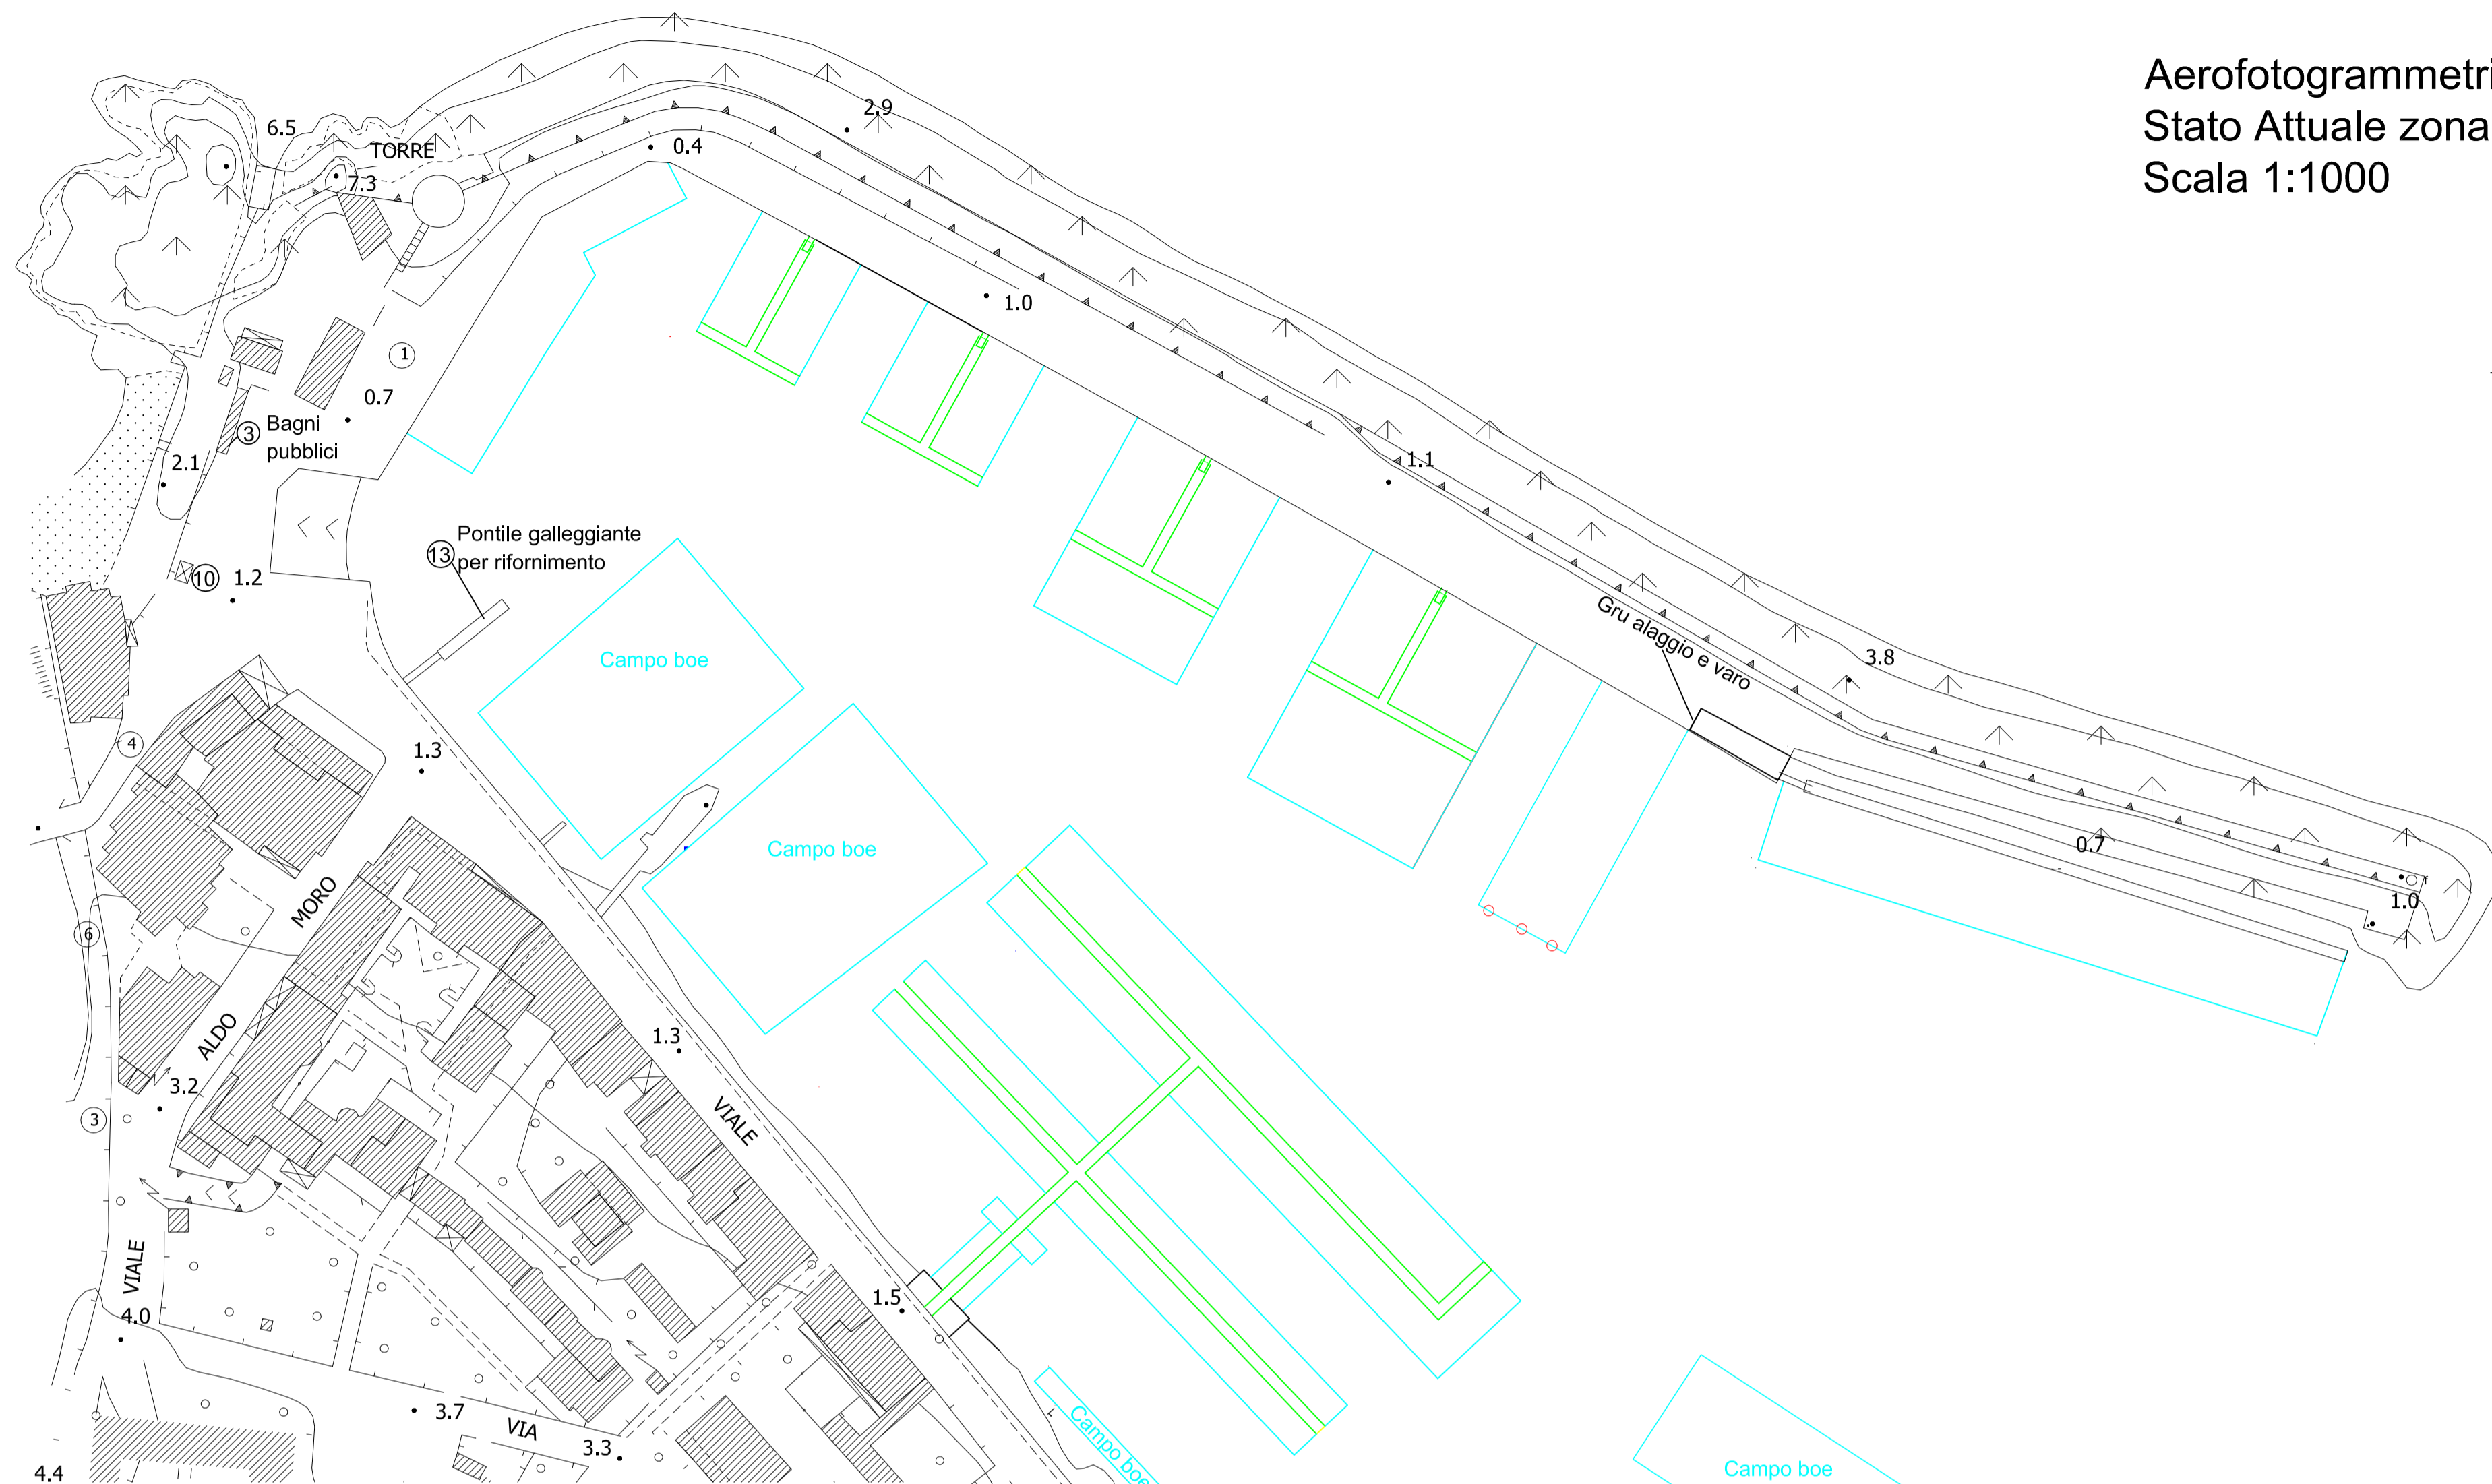 Aerofotogrammetri
Stato Attuale zona
Scala 1:1000
2.9
6.5
TORRE
0.4
7.3
1.0
1
0.7
3
Bagni
pubblici
2.1
1.1
13
Pontile galleggiante
per rifornimento
10
1.2
Gru alaggio e varo
Campo boe
3.8
4
1.3
Campo boe
0.7
MORO
1.0
6
ALDO
1.3
3.2
3
VIALE
VIALE
4.0
1.5
3.7
VIA
3.3
Campo boe
Campo boe
4.4